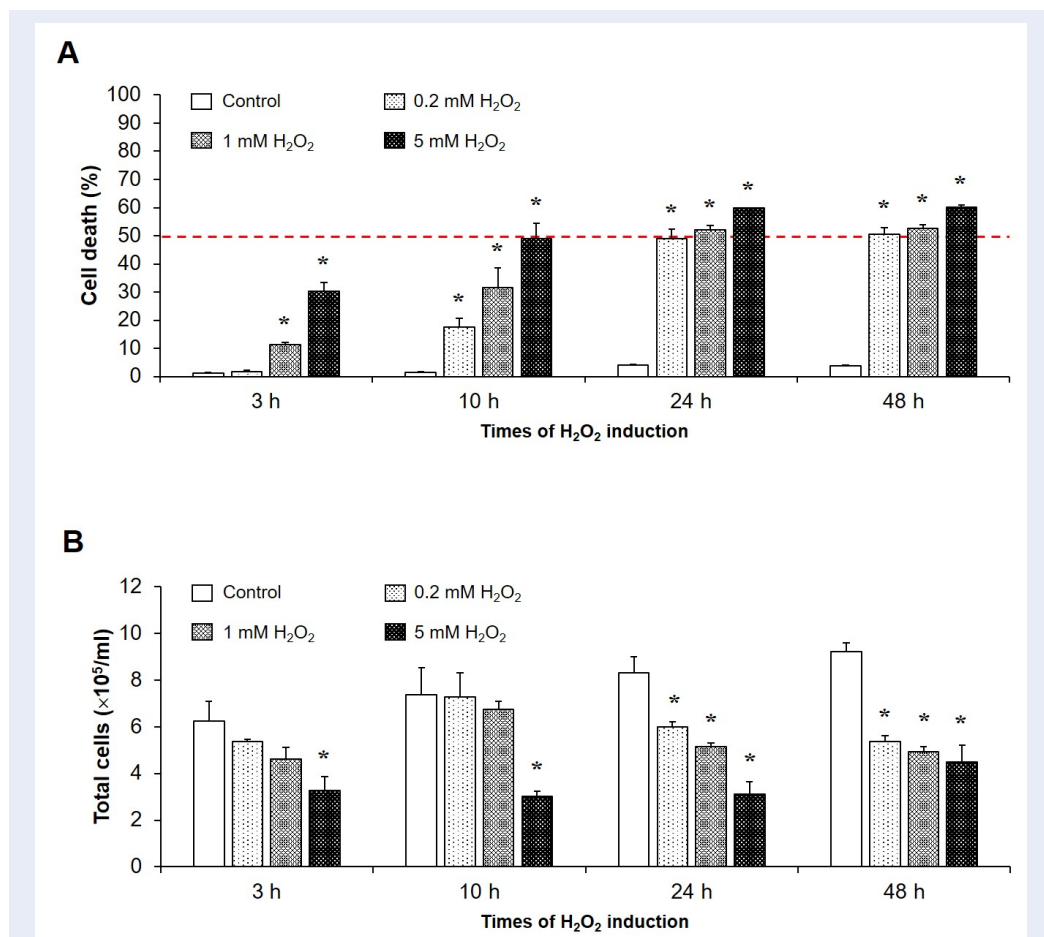 A
100
90
80
70
60
50
40
30
20
10
0
Cell death (%)
Control
0.2 mM H₂O₂
1 mM H₂O₂
5 mM H₂O₂
*
*
*
*
*
*
*
*
*
*
*
3 h
10 h
24 h
48 h
Times of H₂O₂ induction
B
12
10
8
6
4
2
0
Total cells (×10⁵/ml)
Control
0.2 mM H₂O₂
1 mM H₂O₂
5 mM H₂O₂
*
*
*
*
*
*
*
*
3 h
10 h
24 h
48 h
Times of H₂O₂ induction